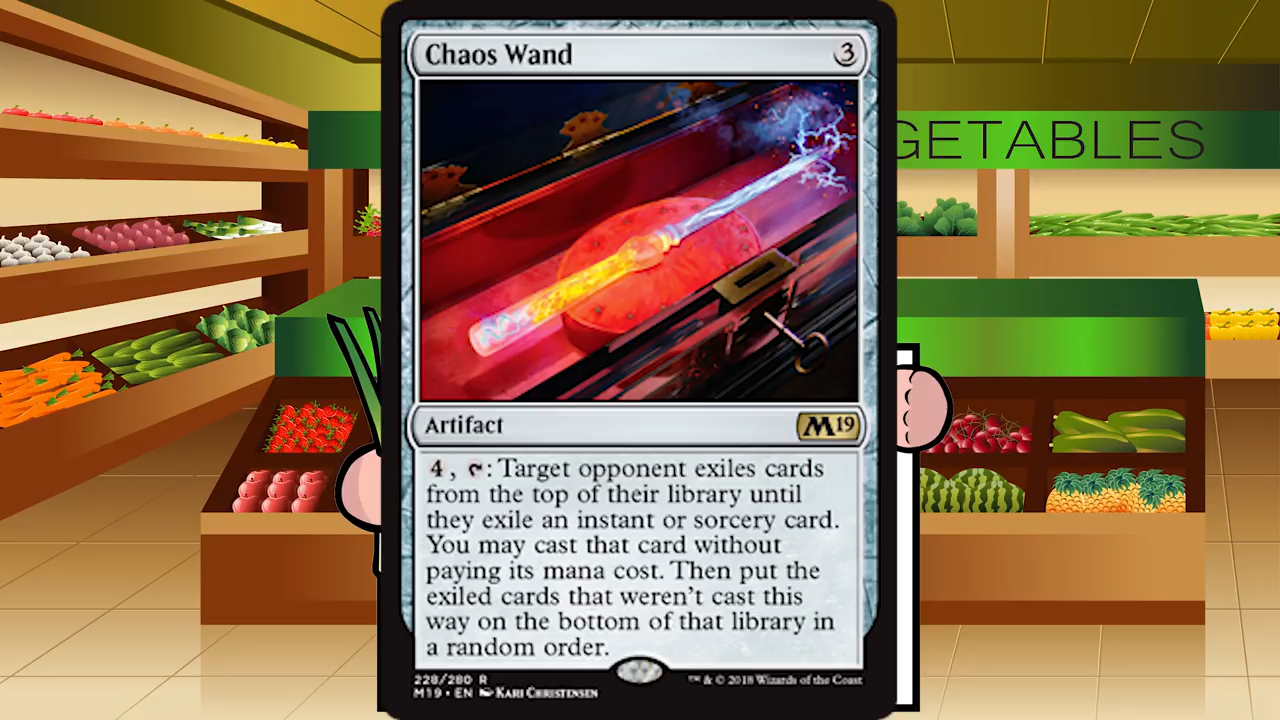 GETABLES
Chaos Wand 3
Artifact M19
4, T: Target opponent exiles cards
from the top of their library until
they exile an instant or sorcery card.
You may cast that card without
paying its mana cost. Then put the
exiled cards that weren't cast this
way on the bottom of that library in
a random order.
228/280 R
M19 • EN Kari Christensen
™ & © 2018 Wizards of the Coast